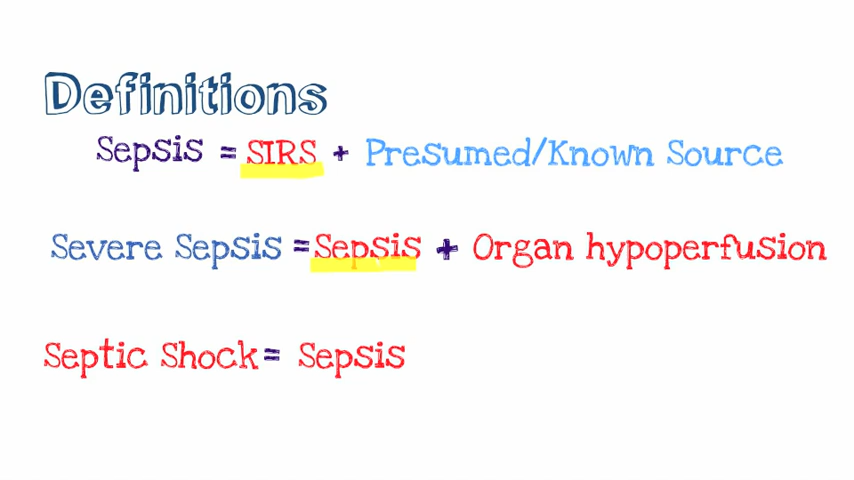 Definitions
Sepsis = SIRS + Presumed/Known Source
Severe Sepsis = Sepsis + Organ hypoperfusion
Septic Shock = Sepsis